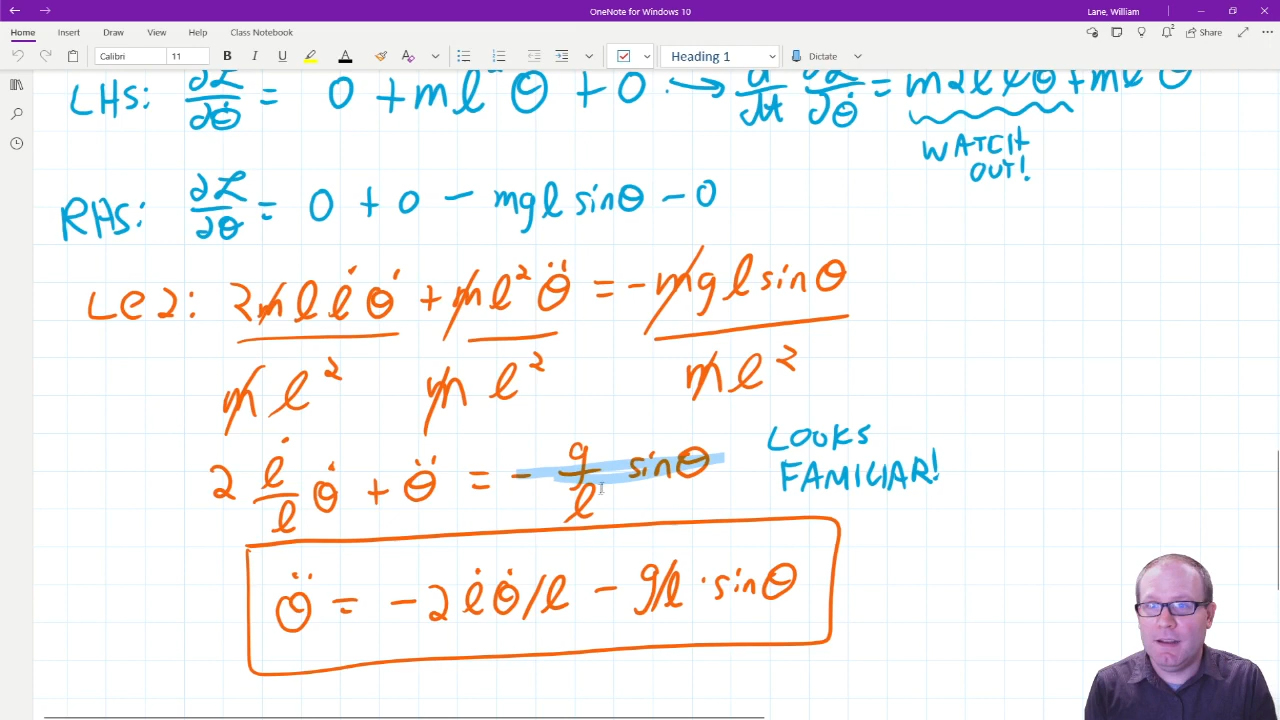 OneNote for Windows 10
Lane, William
Home Insert Draw View Help Class Notebook
Share
Calibri 11 B I U A Heading 1 Dictate
LHS: ∂ℒ/∂θ̇ = 0 + mℓ²θ̇ + 0 → d/dt ∂ℒ/∂θ̇ = m2ℓℓ̇θ̇ + mℓ²θ̈
WATCH
OUT!
RHS: ∂ℒ/∂θ = 0 + 0 − mgℓ sinθ − 0
LE2: 2mℓℓ̇θ̇ + mℓ²θ̈ = −mgℓ sinθ
mℓ² mℓ² mℓ²
2 ℓ̇/ℓ θ̇ + θ̈ = − g/ℓ sinθ
LOOKS
FAMILIAR!
θ̈ = −2ℓ̇θ̇/ℓ − g/ℓ · sinθ